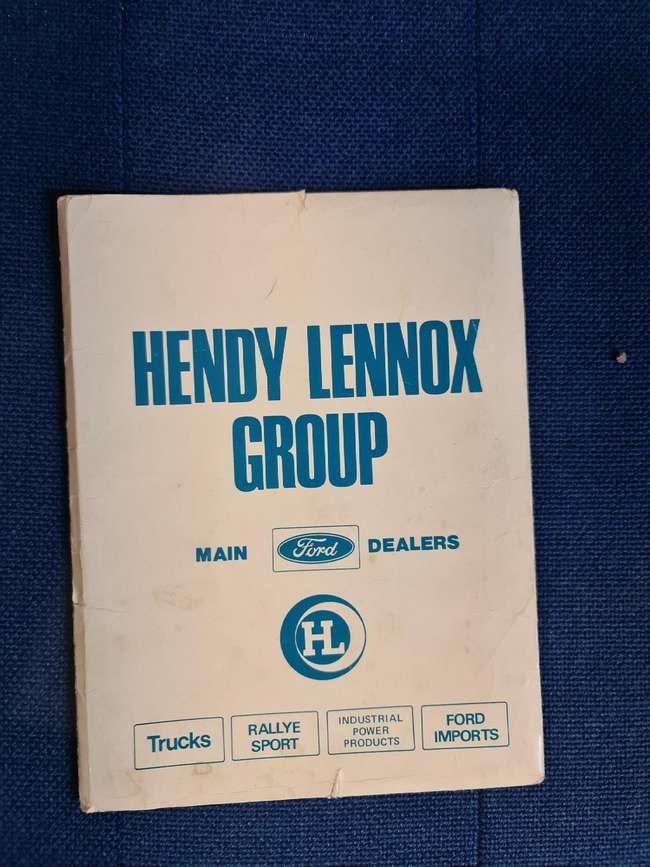 HENDY LENNOX
GROUP
MAIN Ford DEALERS
HL
Trucks
RALLYE
SPORT
INDUSTRIAL
POWER
PRODUCTS
FORD
IMPORTS